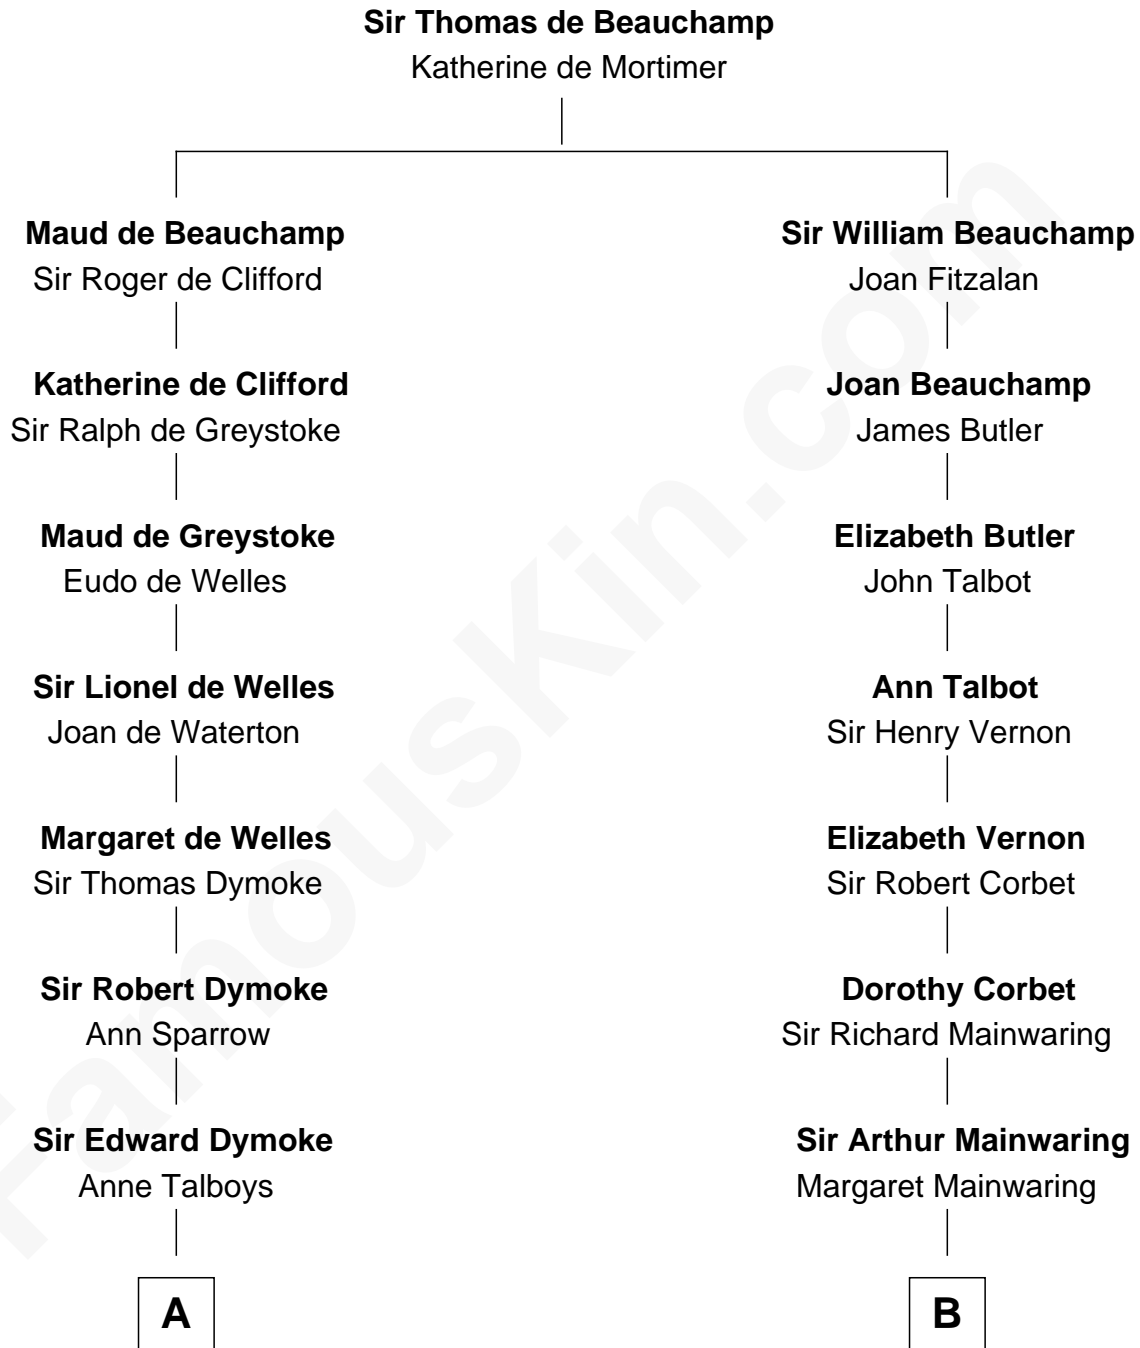 Sir Thomas de Beauchamp
Katherine de Mortimer
Maud de Beauchamp
Sir Roger de Clifford
Katherine de Clifford
Sir Ralph de Greystoke
Maud de Greystoke
Eudo de Welles
Sir Lionel de Welles
Joan de Waterton
Margaret de Welles
Sir Thomas Dymoke
Sir Robert Dymoke
Ann Sparrow
Sir Edward Dymoke
Anne Talboys
A
Sir William Beauchamp
Joan Fitzalan
Joan Beauchamp
James Butler
Elizabeth Butler
John Talbot
Ann Talbot
Sir Henry Vernon
Elizabeth Vernon
Sir Robert Corbet
Dorothy Corbet
Sir Richard Mainwaring
Sir Arthur Mainwaring
Margaret Mainwaring
B
FamousKin.com